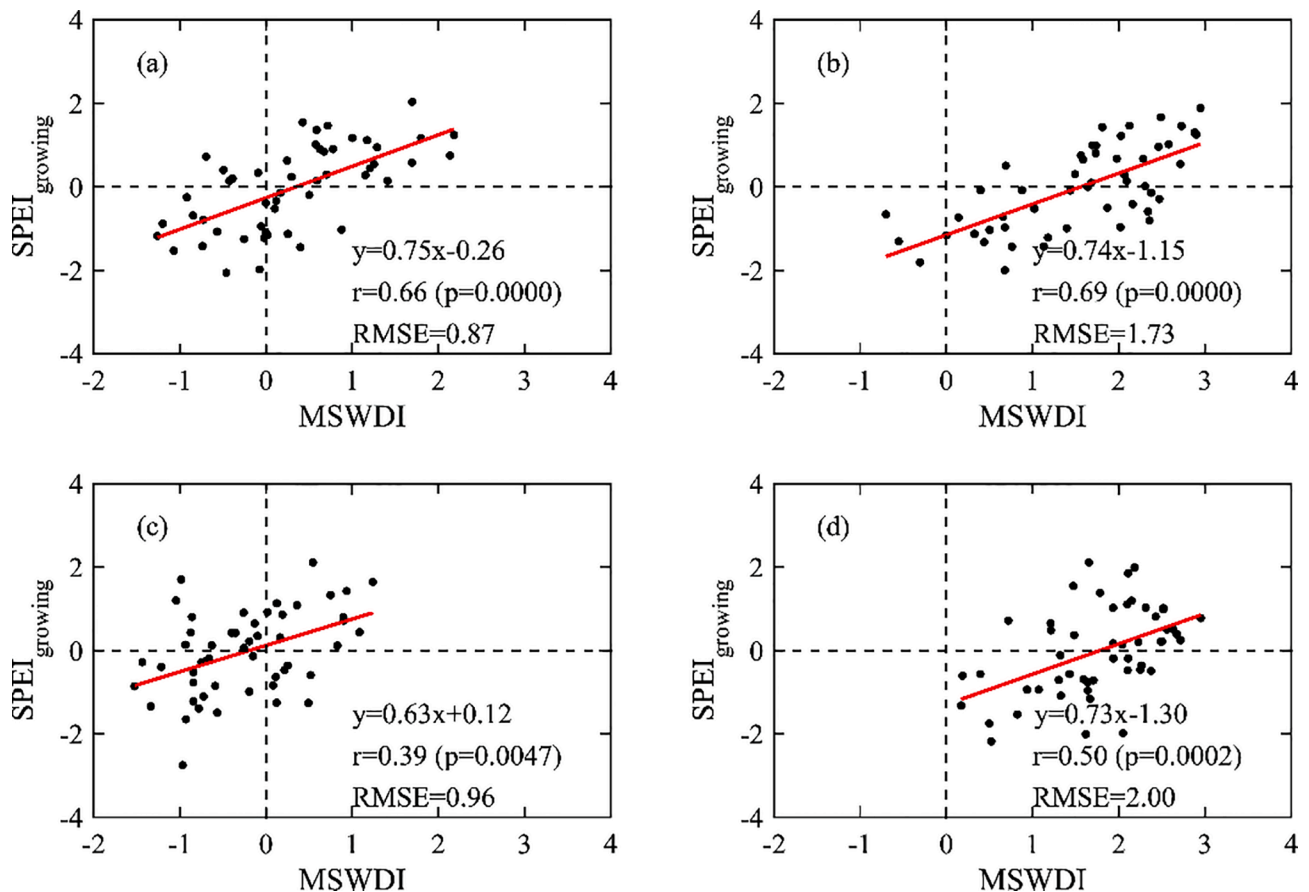 4
2
0
-2
-4
SPEIgrowing
(a)
y=0.75x-0.26
r=0.66 (p=0.0000)
RMSE=0.87
-2 -1 0 1 2 3 4
MSWDI
4
2
0
-2
-4
SPEIgrowing
(b)
y=0.74x-1.15
r=0.69 (p=0.0000)
RMSE=1.73
-2 -1 0 1 2 3 4
MSWDI
4
2
0
-2
-4
SPEIgrowing
(c)
y=0.63x+0.12
r=0.39 (p=0.0047)
RMSE=0.96
-2 -1 0 1 2 3 4
MSWDI
4
2
0
-2
-4
SPEIgrowing
(d)
y=0.73x-1.30
r=0.50 (p=0.0002)
RMSE=2.00
-2 -1 0 1 2 3 4
MSWDI